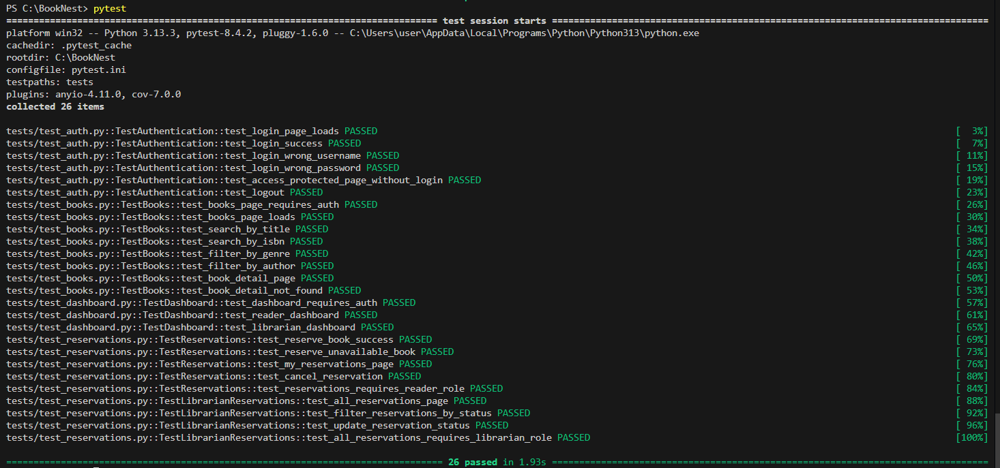 PS C:\BookNest> pytest
=============================================================================== test session starts ================================================================================
platform win32 -- Python 3.13.3, pytest-8.4.2, pluggy-1.6.0 -- C:\Users\user\AppData\Local\Programs\Python\Python313\python.exe
cachedir: .pytest_cache
rootdir: C:\BookNest
configfile: pytest.ini
testpaths: tests
plugins: anyio-4.11.0, cov-7.0.0
collected 26 items
tests/test_auth.py::TestAuthentication::test_login_page_loads PASSED [  3%]
tests/test_auth.py::TestAuthentication::test_login_success PASSED [  7%]
tests/test_auth.py::TestAuthentication::test_login_wrong_username PASSED [ 11%]
tests/test_auth.py::TestAuthentication::test_login_wrong_password PASSED [ 15%]
tests/test_auth.py::TestAuthentication::test_access_protected_page_without_login PASSED [ 19%]
tests/test_auth.py::TestAuthentication::test_logout PASSED [ 23%]
tests/test_books.py::TestBooks::test_books_page_requires_auth PASSED [ 26%]
tests/test_books.py::TestBooks::test_books_page_loads PASSED [ 30%]
tests/test_books.py::TestBooks::test_search_by_title PASSED [ 34%]
tests/test_books.py::TestBooks::test_search_by_isbn PASSED [ 38%]
tests/test_books.py::TestBooks::test_filter_by_genre PASSED [ 42%]
tests/test_books.py::TestBooks::test_filter_by_author PASSED [ 46%]
tests/test_books.py::TestBooks::test_book_detail_page PASSED [ 50%]
tests/test_books.py::TestBooks::test_book_detail_not_found PASSED [ 53%]
tests/test_dashboard.py::TestDashboard::test_dashboard_requires_auth PASSED [ 57%]
tests/test_dashboard.py::TestDashboard::test_reader_dashboard PASSED [ 61%]
tests/test_dashboard.py::TestDashboard::test_librarian_dashboard PASSED [ 65%]
tests/test_reservations.py::TestReservations::test_reserve_book_success PASSED [ 69%]
tests/test_reservations.py::TestReservations::test_reserve_unavailable_book PASSED [ 73%]
tests/test_reservations.py::TestReservations::test_my_reservations_page PASSED [ 76%]
tests/test_reservations.py::TestReservations::test_cancel_reservation PASSED [ 80%]
tests/test_reservations.py::TestReservations::test_reservations_requires_reader_role PASSED [ 84%]
tests/test_reservations.py::TestLibrarianReservations::test_all_reservations_page PASSED [ 88%]
tests/test_reservations.py::TestLibrarianReservations::test_filter_reservations_by_status PASSED [ 92%]
tests/test_reservations.py::TestLibrarianReservations::test_update_reservation_status PASSED [ 96%]
tests/test_reservations.py::TestLibrarianReservations::test_all_reservations_requires_librarian_role PASSED [100%]
================================================================================ 26 passed in 1.93s ================================================================================